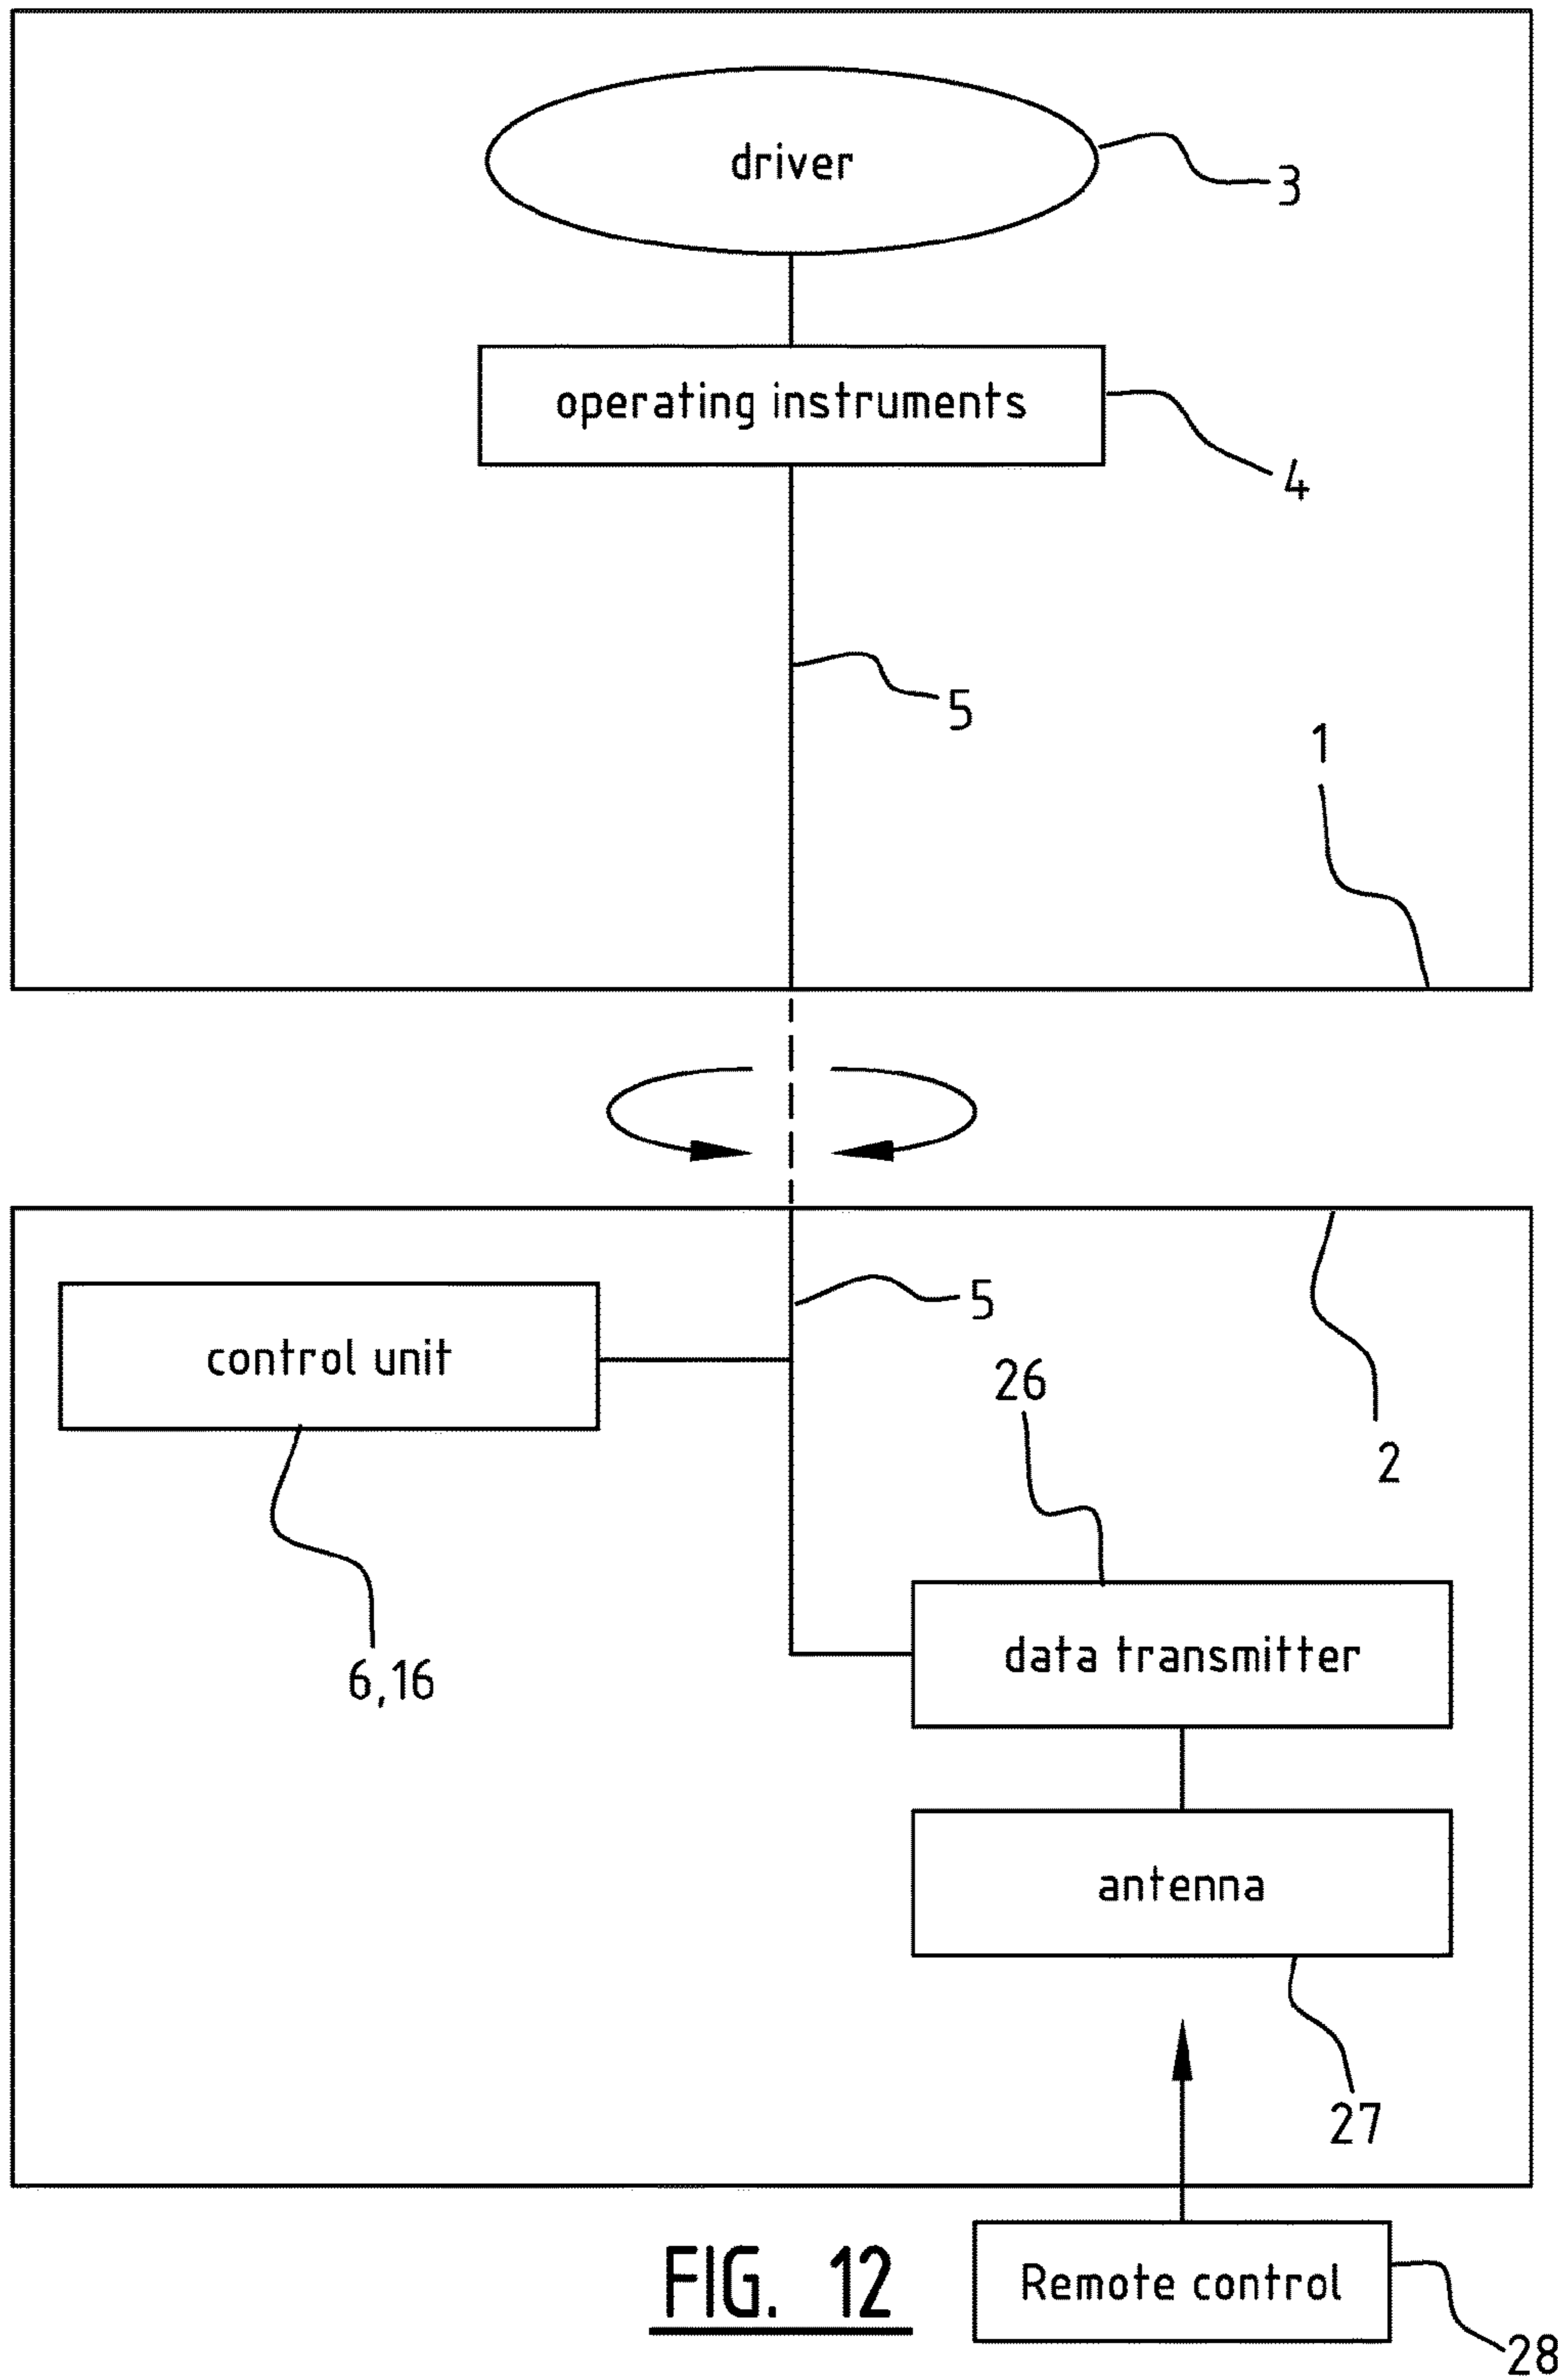 driver
3
operating instruments
4
5
1
5
control unit
26
2
data transmitter
6,16
antenna
27
FIG. 12
Remote control
28